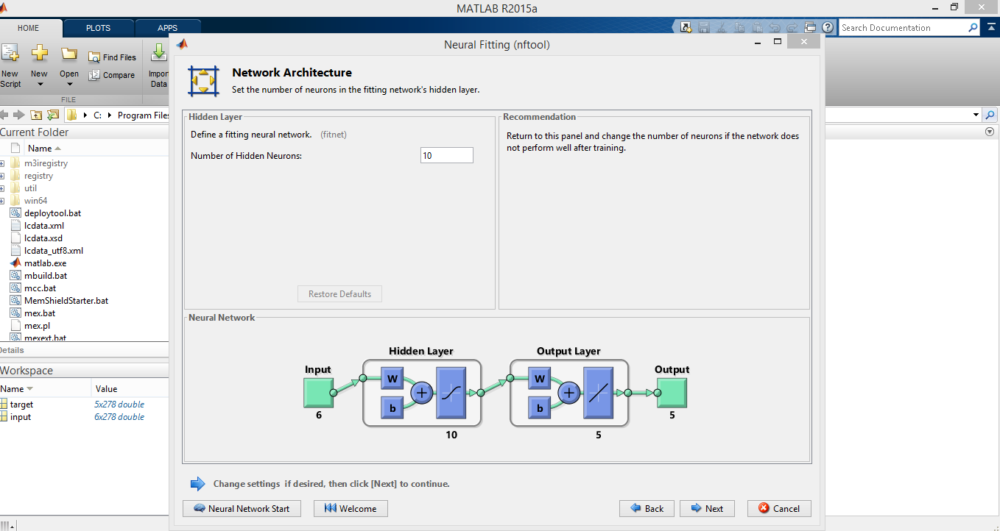 MATLAB R2015a
HOME
PLOTS
APPS
Search Documentation
New
Script
New
Open
Find Files
Compare
Import
Data
FILE
C:
Program Files
Current Folder
Name
m3iregistry
registry
util
win64
deploytool.bat
lcdata.xml
lcdata.xsd
lcdata_utf8.xml
matlab.exe
mbuild.bat
mcc.bat
MemShieldStarter.bat
mex.bat
mex.pl
mexext.bat
Details
Workspace
Name
Value
target
5x278 double
input
6x278 double
Neural Fitting (nftool)
Network Architecture
Set the number of neurons in the fitting network's hidden layer.
Hidden Layer
Define a fitting neural network. (fitnet)
Number of Hidden Neurons:
10
Restore Defaults
Recommendation
Return to this panel and change the number of neurons if the network does
not perform well after training.
Neural Network
Hidden Layer
Output Layer
Input
Output
W
b
+
W
b
+
6
10
5
5
Change settings if desired, then click [Next] to continue.
Neural Network Start
Welcome
Back
Next
Cancel